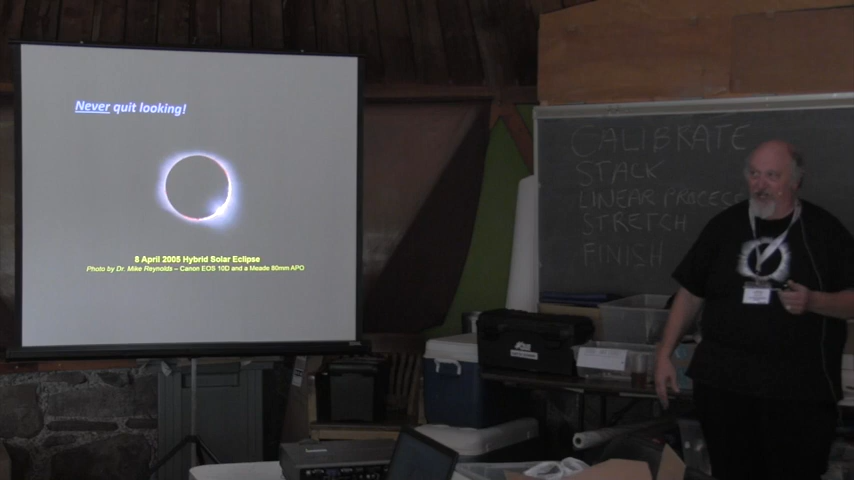 Never quit looking!
8 April 2005 Hybrid Solar Eclipse
Photo by Dr. Mike Reynolds – Canon EOS 10D and a Meade 80mm APO
CALIBRATE
STACK
LINEAR PROCESS
STRETCH
FINISH